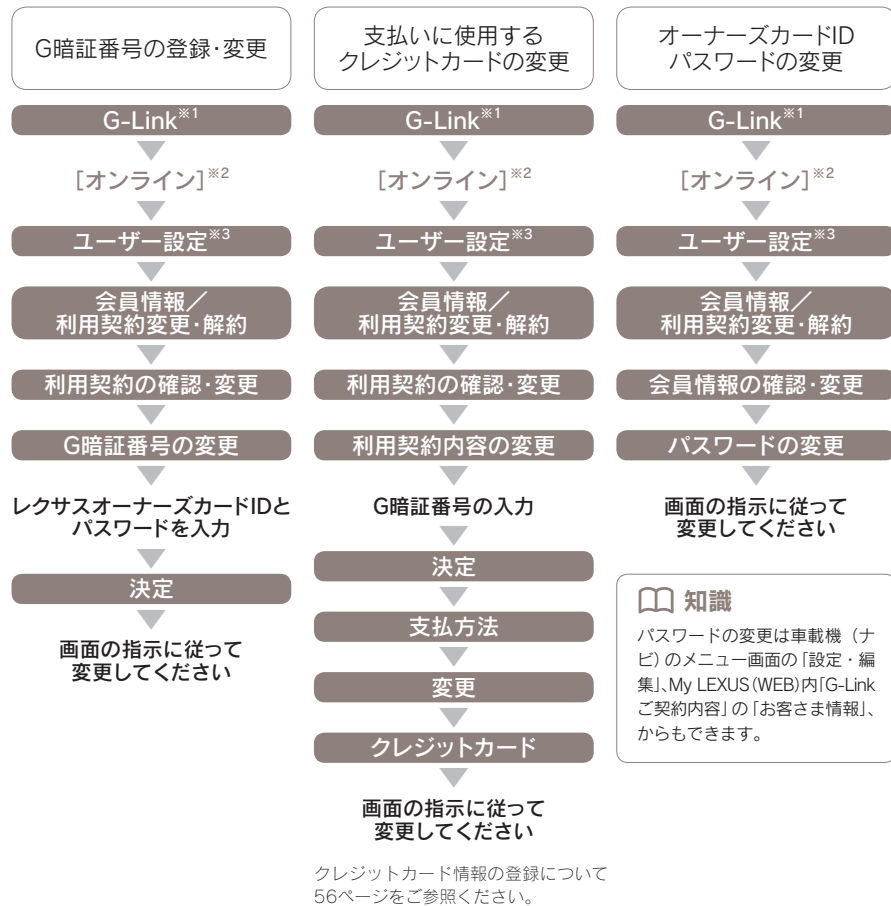 G暗証番号の登録・変更
G-Link※1
[オンライン]※2
ユーザー設定※3
会員情報／
利用契約変更・解約
利用契約の確認・変更
G暗証番号の変更
レクサスオーナーズカードIDと
パスワードを入力
決定
画面の指示に従って
変更してください
支払いに使用する
クレジットカードの変更
G-Link※1
[オンライン]※2
ユーザー設定※3
会員情報／
利用契約変更・解約
利用契約の確認・変更
利用契約内容の変更
G暗証番号の入力
決定
支払方法
変更
クレジットカード
画面の指示に従って
変更してください
クレジットカード情報の登録について
56ページをご参照ください。
オーナーズカードID
パスワードの変更
G-Link※1
[オンライン]※2
ユーザー設定※3
会員情報／
利用契約変更・解約
会員情報の確認・変更
パスワードの変更
画面の指示に従って
変更してください
知識
パスワードの変更は車載機（ナ
ビ）のメニュー画面の「設定・編
集」、My LEXUS（WEB）内「G-Link
ご契約内容」の「お客さま情報」、
からもできます。